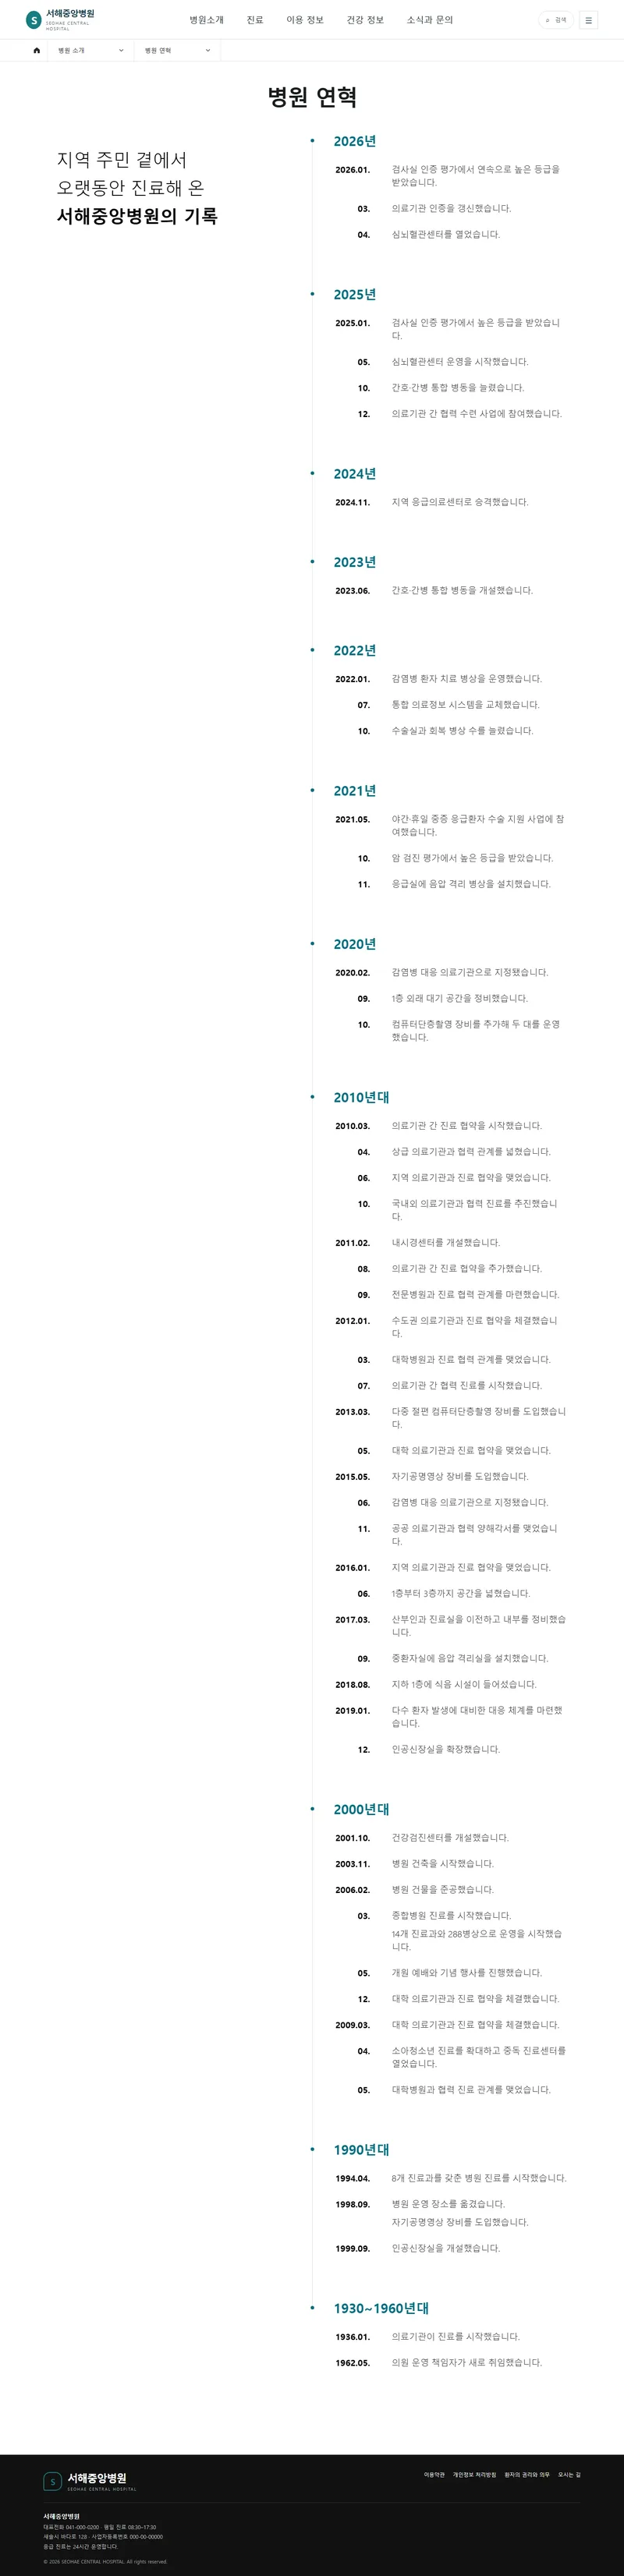 S 서해중앙병원
SEOHAE CENTRAL
HOSPITAL
병원소개 진료 이용 정보 건강 정보 소식과 문의
검색
병원 소개 병원 연혁
병원 연혁
지역 주민 곁에서
오랫동안 진료해 온
서해중앙병원의 기록
2026년
2026.01. 검사실 인증 평가에서 연속으로 높은 등급을
받았습니다.
03. 의료기관 인증을 갱신했습니다.
04. 심뇌혈관센터를 열었습니다.
2025년
2025.01. 검사실 인증 평가에서 높은 등급을 받았습니
다.
05. 심뇌혈관센터 운영을 시작했습니다.
10. 간호·간병 통합 병동을 늘렸습니다.
12. 의료기관 간 협력 수련 사업에 참여했습니다.
2024년
2024.11. 지역 응급의료센터로 승격했습니다.
2023년
2023.06. 간호·간병 통합 병동을 개설했습니다.
2022년
2022.01. 감염병 환자 치료 병상을 운영했습니다.
07. 통합 의료정보 시스템을 교체했습니다.
10. 수술실과 회복 병상 수를 늘렸습니다.
2021년
2021.05. 야간·휴일 중증 응급환자 수술 지원 사업에 참
여했습니다.
10. 암 검진 평가에서 높은 등급을 받았습니다.
11. 응급실에 음압 격리 병상을 설치했습니다.
2020년
2020.02. 감염병 대응 의료기관으로 지정됐습니다.
09. 1층 외래 대기 공간을 정비했습니다.
10. 컴퓨터단층촬영 장비를 추가해 두 대를 운영
했습니다.
2010년대
2010.03. 의료기관 간 진료 협약을 시작했습니다.
04. 상급 의료기관과 협력 관계를 넓혔습니다.
06. 지역 의료기관과 진료 협약을 맺었습니다.
10. 국내외 의료기관과 협력 진료를 추진했습니
다.
2011.02. 내시경센터를 개설했습니다.
08. 의료기관 간 진료 협약을 추가했습니다.
09. 전문병원과 진료 협력 관계를 마련했습니다.
2012.01. 수도권 의료기관과 진료 협약을 체결했습니
다.
03. 대학병원과 진료 협력 관계를 맺었습니다.
07. 의료기관 간 협력 진료를 시작했습니다.
2013.03. 다중 절편 컴퓨터단층촬영 장비를 도입했습니
다.
05. 대학 의료기관과 진료 협약을 맺었습니다.
2015.05. 자기공명영상 장비를 도입했습니다.
06. 감염병 대응 의료기관으로 지정됐습니다.
11. 공공 의료기관과 협력 양해각서를 맺었습니
다.
2016.01. 지역 의료기관과 진료 협약을 맺었습니다.
06. 1층부터 3층까지 공간을 넓혔습니다.
2017.03. 산부인과 진료실을 이전하고 내부를 정비했습
니다.
09. 중환자실에 음압 격리실을 설치했습니다.
2018.08. 지하 1층에 식음 시설이 들어섰습니다.
2019.01. 다수 환자 발생에 대비한 대응 체계를 마련했
습니다.
12. 인공신장실을 확장했습니다.
2000년대
2001.10. 건강검진센터를 개설했습니다.
2003.11. 병원 건축을 시작했습니다.
2006.02. 병원 건물을 준공했습니다.
03. 종합병원 진료를 시작했습니다.
14개 진료과와 288병상으로 운영을 시작했습
니다.
05. 개원 예배와 기념 행사를 진행했습니다.
12. 대학 의료기관과 진료 협약을 체결했습니다.
2009.03. 대학 의료기관과 진료 협약을 체결했습니다.
04. 소아청소년 진료를 확대하고 중독 진료센터를
열었습니다.
05. 대학병원과 협력 진료 관계를 맺었습니다.
1990년대
1994.04. 8개 진료과를 갖춘 병원 진료를 시작했습니다.
1998.09. 병원 운영 장소를 옮겼습니다.
자기공명영상 장비를 도입했습니다.
1999.09. 인공신장실을 개설했습니다.
1930~1960년대
1936.01. 의료기관이 진료를 시작했습니다.
1962.05. 의원 운영 책임자가 새로 취임했습니다.
S 서해중앙병원
SEOHAE CENTRAL HOSPITAL
이용약관 개인정보 처리방침 환자의 권리와 의무 오시는 길
서해중앙병원
대표전화 041-000-0200 · 평일 진료 08:30–17:30
새솔시 바다로 128 · 사업자등록번호 000-00-00000
응급 진료는 24시간 운영합니다.
© 2026 SEOHAE CENTRAL HOSPITAL. All rights reserved.